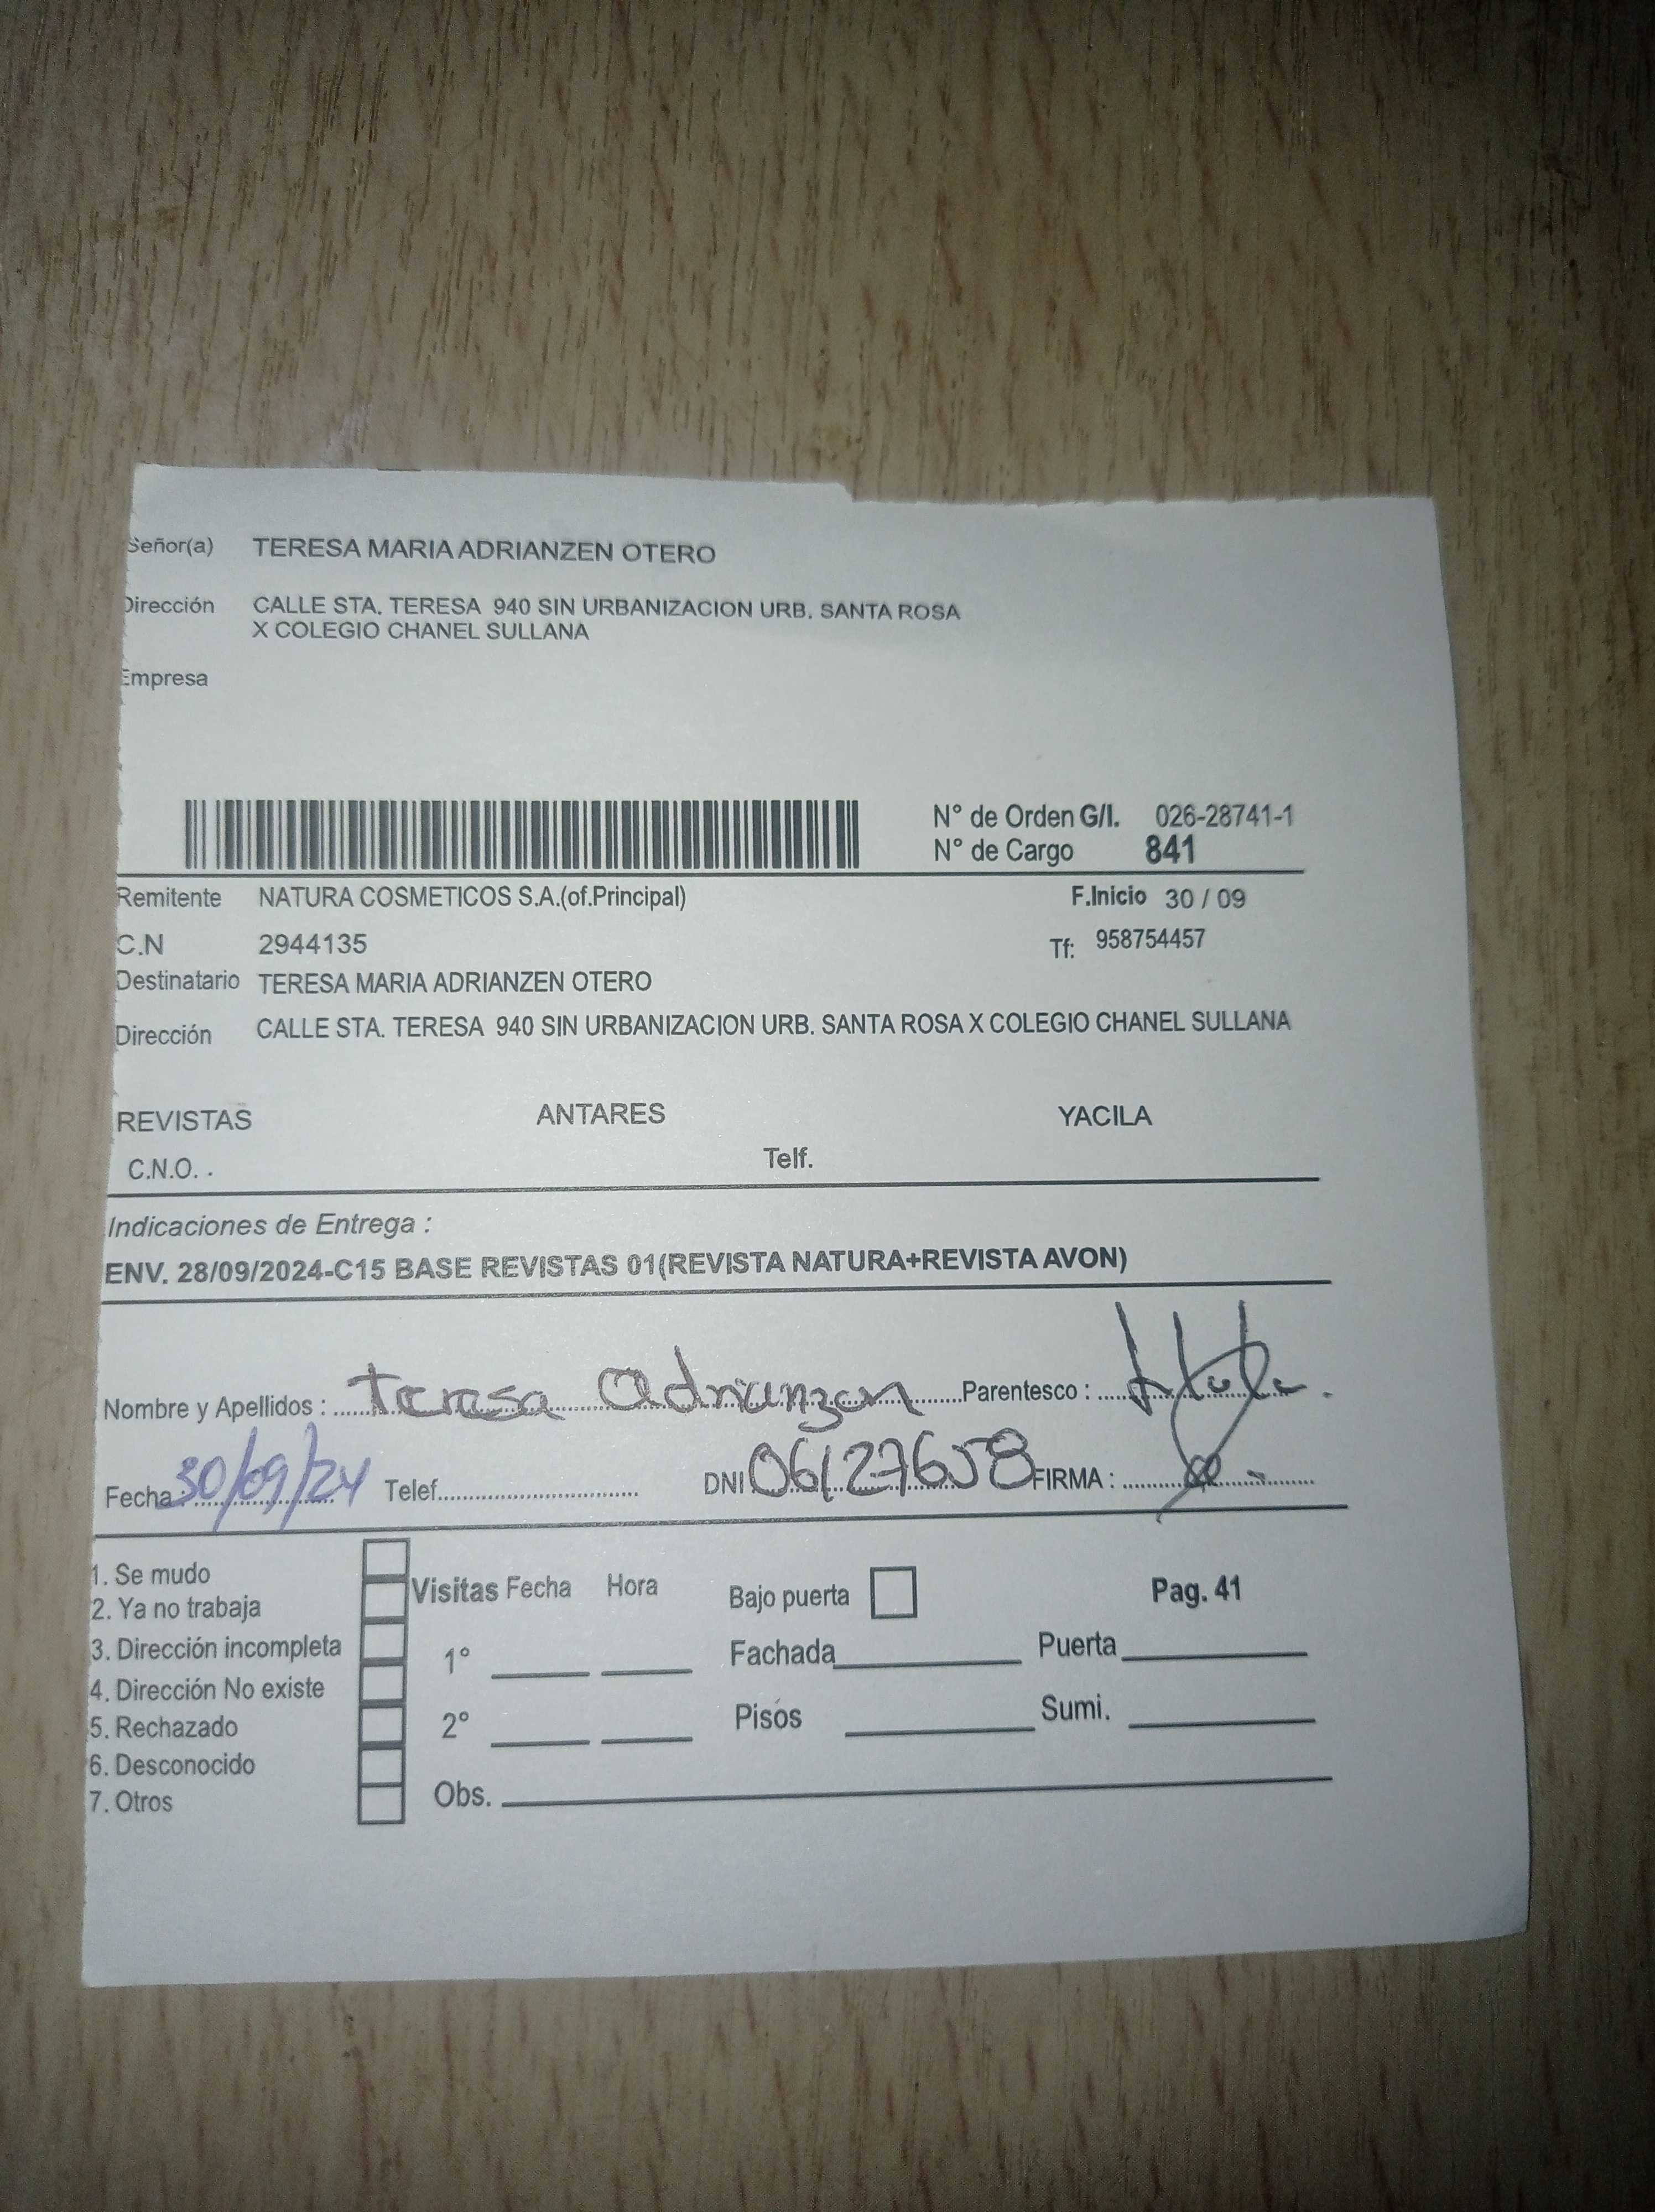 Señor(a) TERESA MARIA ADRIANZEN OTERO
Dirección CALLE STA. TERESA 940 SIN URBANIZACION URB. SANTA ROSA
X COLEGIO CHANEL SULLANA
Empresa
N° de Orden G/I. 026-28741-1
N° de Cargo 841
Remitente NATURA COSMETICOS S.A.(of.Principal) F.Inicio 30 / 09
C.N 2944135 Tf: 958754457
Destinatario TERESA MARIA ADRIANZEN OTERO
Dirección CALLE STA. TERESA 940 SIN URBANIZACION URB. SANTA ROSA X COLEGIO CHANEL SULLANA
REVISTAS ANTARES YACILA
C.N.O. . Telf.
Indicaciones de Entrega :
ENV. 28/09/2024-C15 BASE REVISTAS 01(REVISTA NATURA+REVISTA AVON)
Nombre y Apellidos : Teresa Adrianzen Parentesco :
Fecha 30/09/24 Telef. DNI 06127658 FIRMA :
1. Se mudo
2. Ya no trabaja
3. Dirección incompleta
4. Dirección No existe
5. Rechazado
6. Desconocido
7. Otros
Visitas Fecha Hora Bajo puerta Pag. 41
1° Fachada Puerta
2° Pisos Sumi.
Obs.